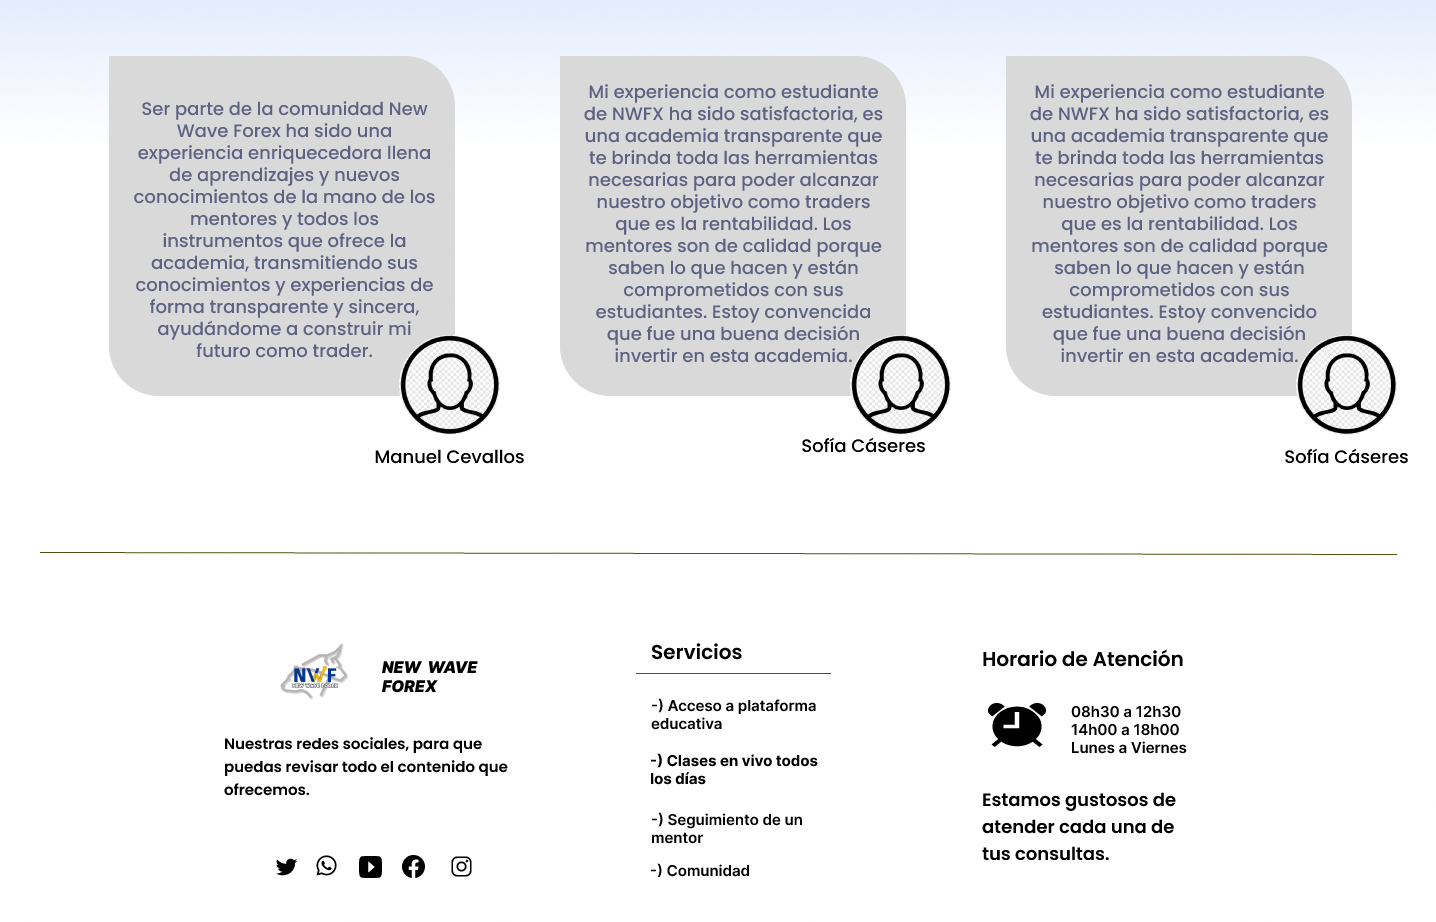 Ser parte de la comunidad New
Wave Forex ha sido una
experiencia enriquecedora llena
de aprendizajes y nuevos
conocimientos de la mano de los
mentores y todos los
instrumentos que ofrece la
academia, transmitiendo sus
conocimientos y experiencias de
forma transparente y sincera,
ayudándome a construir mi
futuro como trader.
Manuel Cevallos
Mi experiencia como estudiante
de NWFX ha sido satisfactoria, es
una academia transparente que
te brinda toda las herramientas
necesarias para poder alcanzar
nuestro objetivo como traders
que es la rentabilidad. Los
mentores son de calidad porque
saben lo que hacen y están
comprometidos con sus
estudiantes. Estoy convencida
que fue una buena decisión
invertir en esta academia.
Sofía Cáseres
Mi experiencia como estudiante
de NWFX ha sido satisfactoria, es
una academia transparente que
te brinda toda las herramientas
necesarias para poder alcanzar
nuestro objetivo como traders
que es la rentabilidad. Los
mentores son de calidad porque
saben lo que hacen y están
comprometidos con sus
estudiantes. Estoy convencido
que fue una buena decisión
invertir en esta academia.
Sofía Cáseres
NWF
NEW WAVE FOREX
NEW WAVE
FOREX
Nuestras redes sociales, para que
puedas revisar todo el contenido que
ofrecemos.
Servicios
-) Acceso a plataforma
educativa
-) Clases en vivo todos
los días
-) Seguimiento de un
mentor
-) Comunidad
Horario de Atención
08h30 a 12h30
14h00 a 18h00
Lunes a Viernes
Estamos gustosos de
atender cada una de
tus consultas.